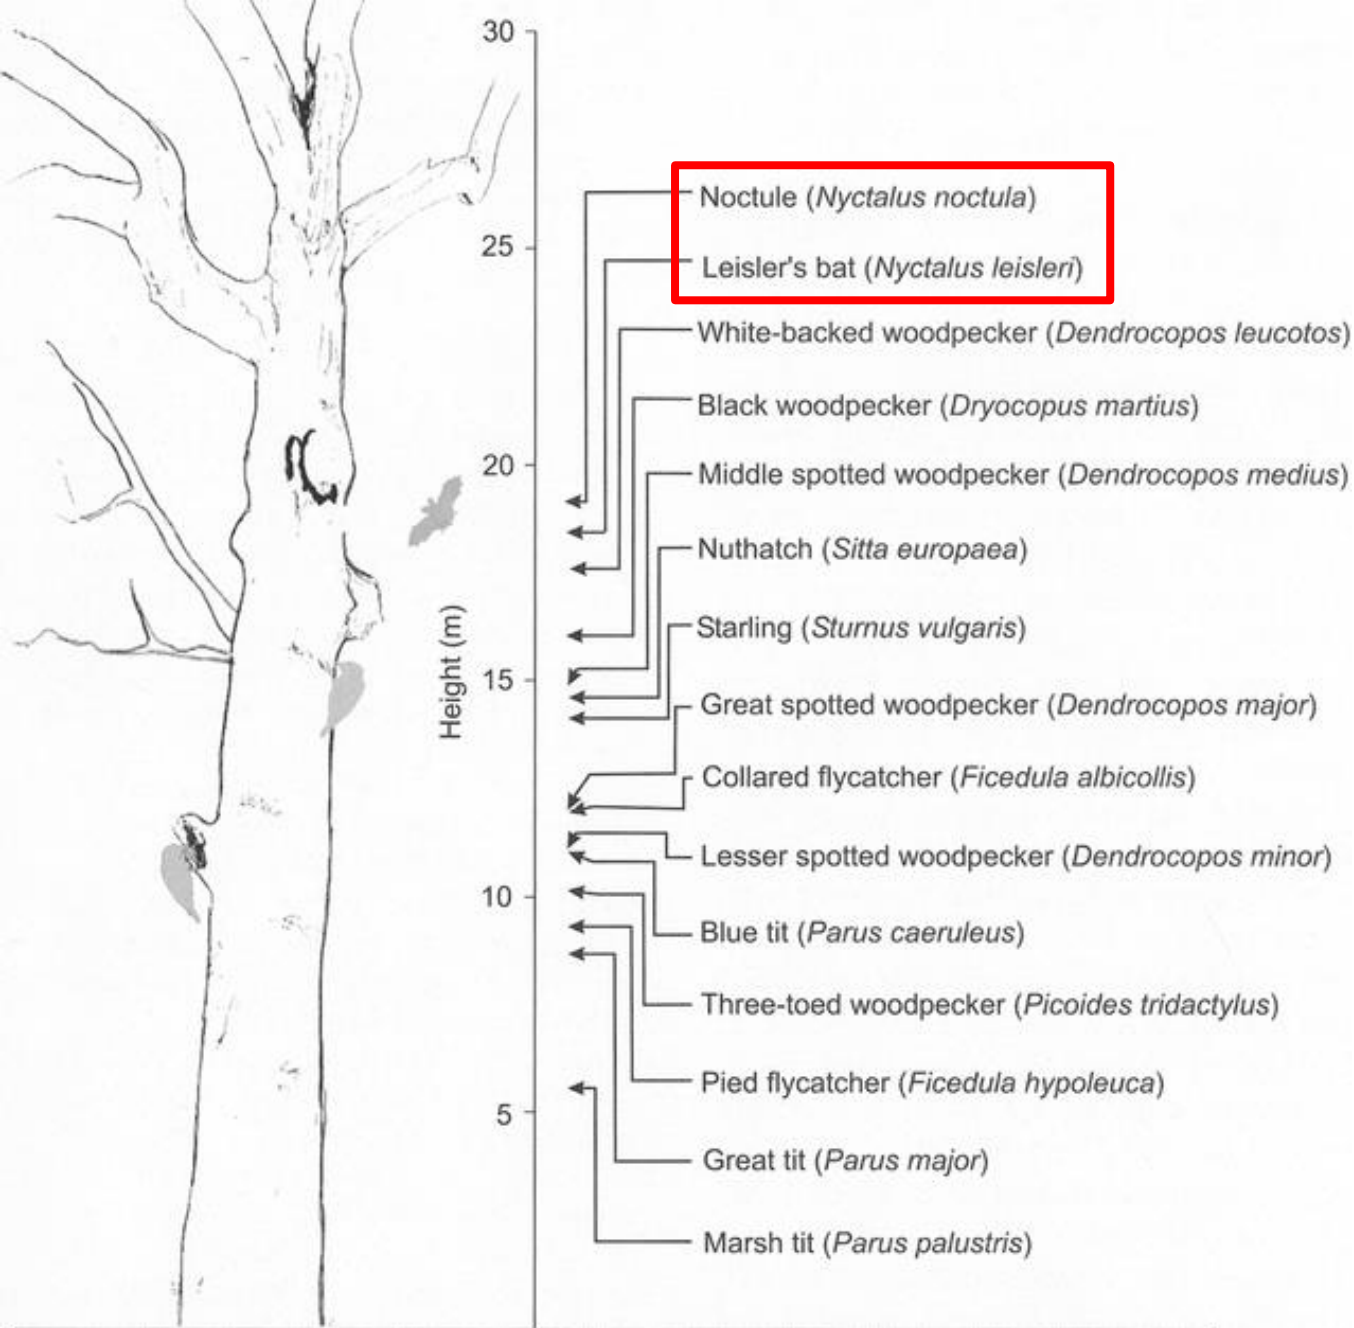 30
Noctule (Nyctalus noctula)
25
Leisler's bat (Nyctalus leisleri)
White-backed woodpecker (Dendrocopos leucotos)
Black woodpecker (Dryocopus martius)
20
Middle spotted woodpecker (Dendrocopos medius)
Nuthatch (Sitta europaea)
Starling (Sturnus vulgaris)
Height (m)
15
Great spotted woodpecker (Dendrocopos major)
Collared flycatcher (Ficedula albicollis)
Lesser spotted woodpecker (Dendrocopos minor)
10
Blue tit (Parus caeruleus)
Three-toed woodpecker (Picoides tridactylus)
Pied flycatcher (Ficedula hypoleuca)
5
Great tit (Parus major)
Marsh tit (Parus palustris)